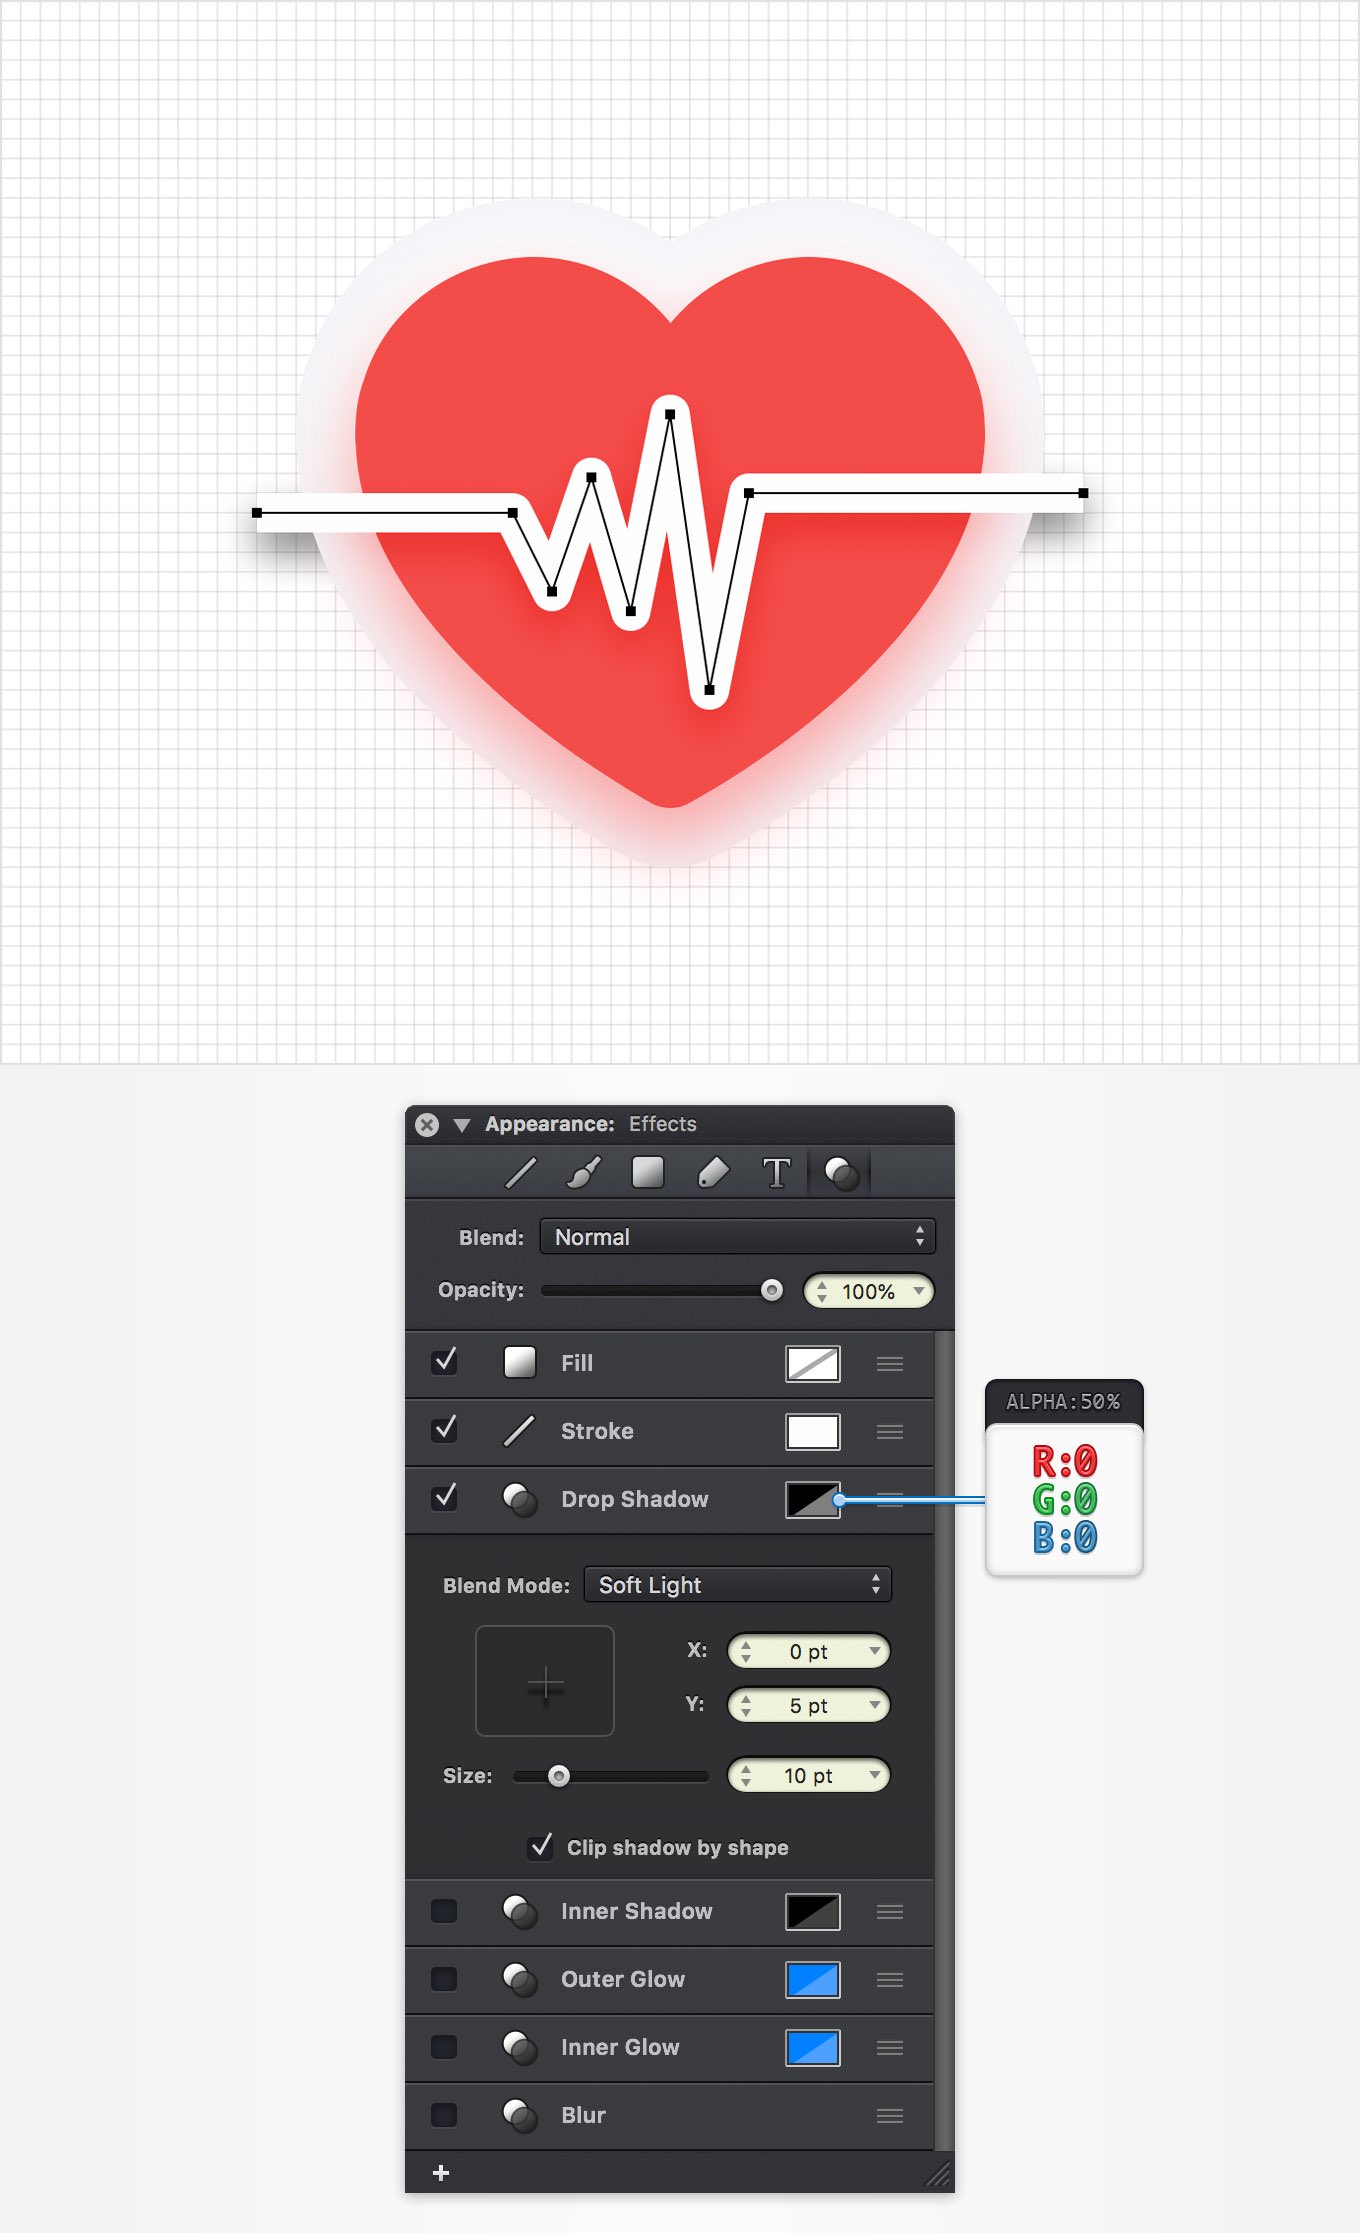 Appearance: Effects
T
Blend: Normal
Opacity: 100%
Fill
Stroke
Drop Shadow
ALPHA:50%
R:0
G:0
B:0
Blend Mode: Soft Light
X: 0 pt
Y: 5 pt
Size: 10 pt
Clip shadow by shape
Inner Shadow
Outer Glow
Inner Glow
Blur